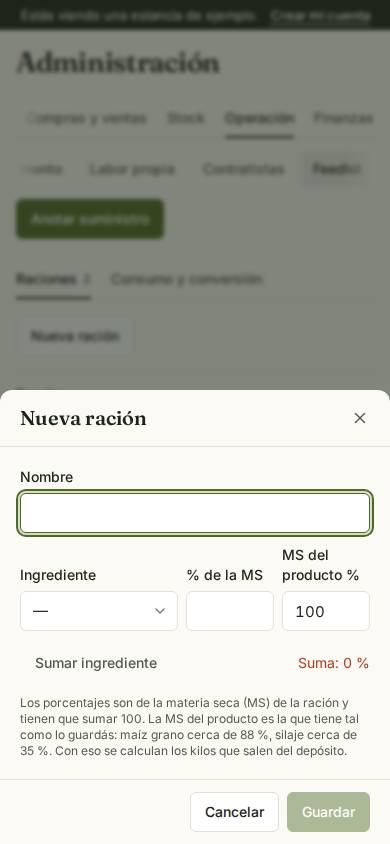 Estás viendo una estancia de ejemplo. Crear mi cuenta
Administración
Compras y ventas Stock Operación Finanzas
Labor propia Contratistas Feedlot
Anotar suministro
Raciones Consumo y conversión
Nueva ración
Nueva ración
Nombre
Ingrediente % de la MS MS del producto %
— 100
Sumar ingrediente Suma: 0 %
Los porcentajes son de la materia seca (MS) de la ración y
tienen que sumar 100. La MS del producto es la que tiene tal
como lo guardás: maíz grano cerca de 88 %, silaje cerca de
35 %. Con eso se calculan los kilos que salen del depósito.
Cancelar Guardar